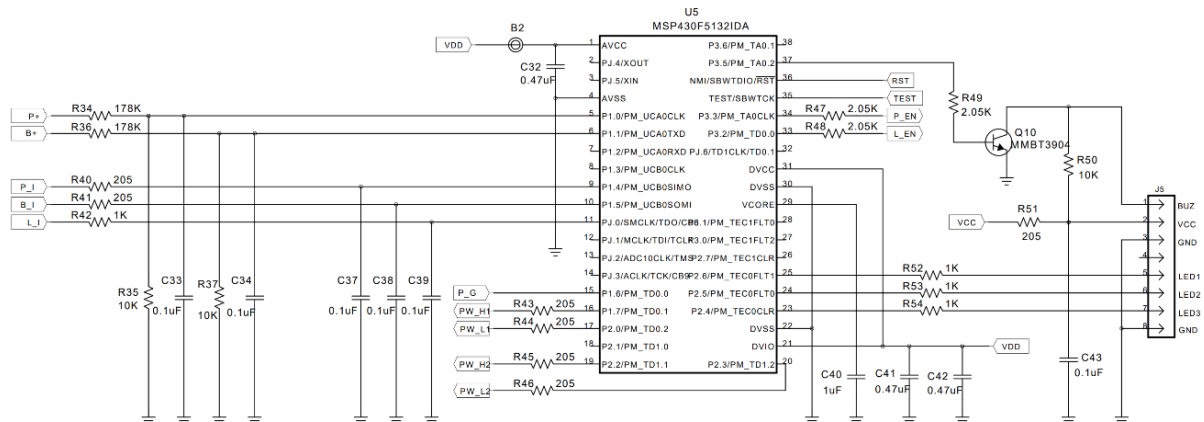 U5
MSP430F5132IDA
B2
VDD
1 AVCC
2 PJ.4/XOUT
3 PJ.5/XIN
4 AVSS
5 P1.0/PM_UCA0CLK
6 P1.1/PM_UCA0TXD
7 P1.2/PM_UCA0RXD
8 P1.3/PM_UCB0CLK
9 P1.4/PM_UCB0SIMO
10 P1.5/PM_UCB0SOMI
11 PJ.0/SMCLK/TDO/CB
12 PJ.1/MCLK/TDI/TCLK
13 PJ.2/ADC10CLK/TMS
14 PJ.3/ACLK/TCK/CB9
15 P1.6/PM_TD0.0
16 P1.7/PM_TD0.1
17 P2.0/PM_TD0.2
18 P2.1/PM_TD1.0
19 P2.2/PM_TD1.1
P3.6/PM_TA0.1 38
P3.5/PM_TA0.2 37
NMI/SBWTDIO/RST 36
TEST/SBWTCK 35
P3.3/PM_TA0CLK 34
P3.2/PM_TD0.0 33
PJ.6/TD1CLK/TD0.1 32
DVCC 31
DVSS 30
VCORE 29
.1/PM_TEC1FLT0 28
3.0/PM_TEC1FLT2 27
P2.7/PM_TEC1CLR 26
P2.6/PM_TEC0FLT1 25
P2.5/PM_TEC0FLT0 24
P2.4/PM_TEC0CLR 23
DVSS 22
DVIO 21
P2.3/PM_TD1.2 20
C32
0.47uF
P+
R34 178K
B+
R36 178K
P_I
R40 205
B_I
R41 205
L_I
R42 1K
R35
10K
C33
0.1uF
R37
10K
C34
0.1uF
C37
0.1uF
C38
0.1uF
C39
0.1uF
P_G
PW_H1
R43 205
PW_L1
R44 205
PW_H2
R45 205
PW_L2
R46 205
RST
TEST
R47 2.05K
P_EN
R48 2.05K
L_EN
R49
2.05K
Q10
MMBT3904
R50
10K
VCC
R51
205
R52 1K
R53 1K
R54 1K
VDD
C40
1uF
C41
0.47uF
C42
0.47uF
C43
0.1uF
J5
1 BUZ
2 VCC
3 GND
4
5 LED1
6 LED2
7 LED3
8 GND